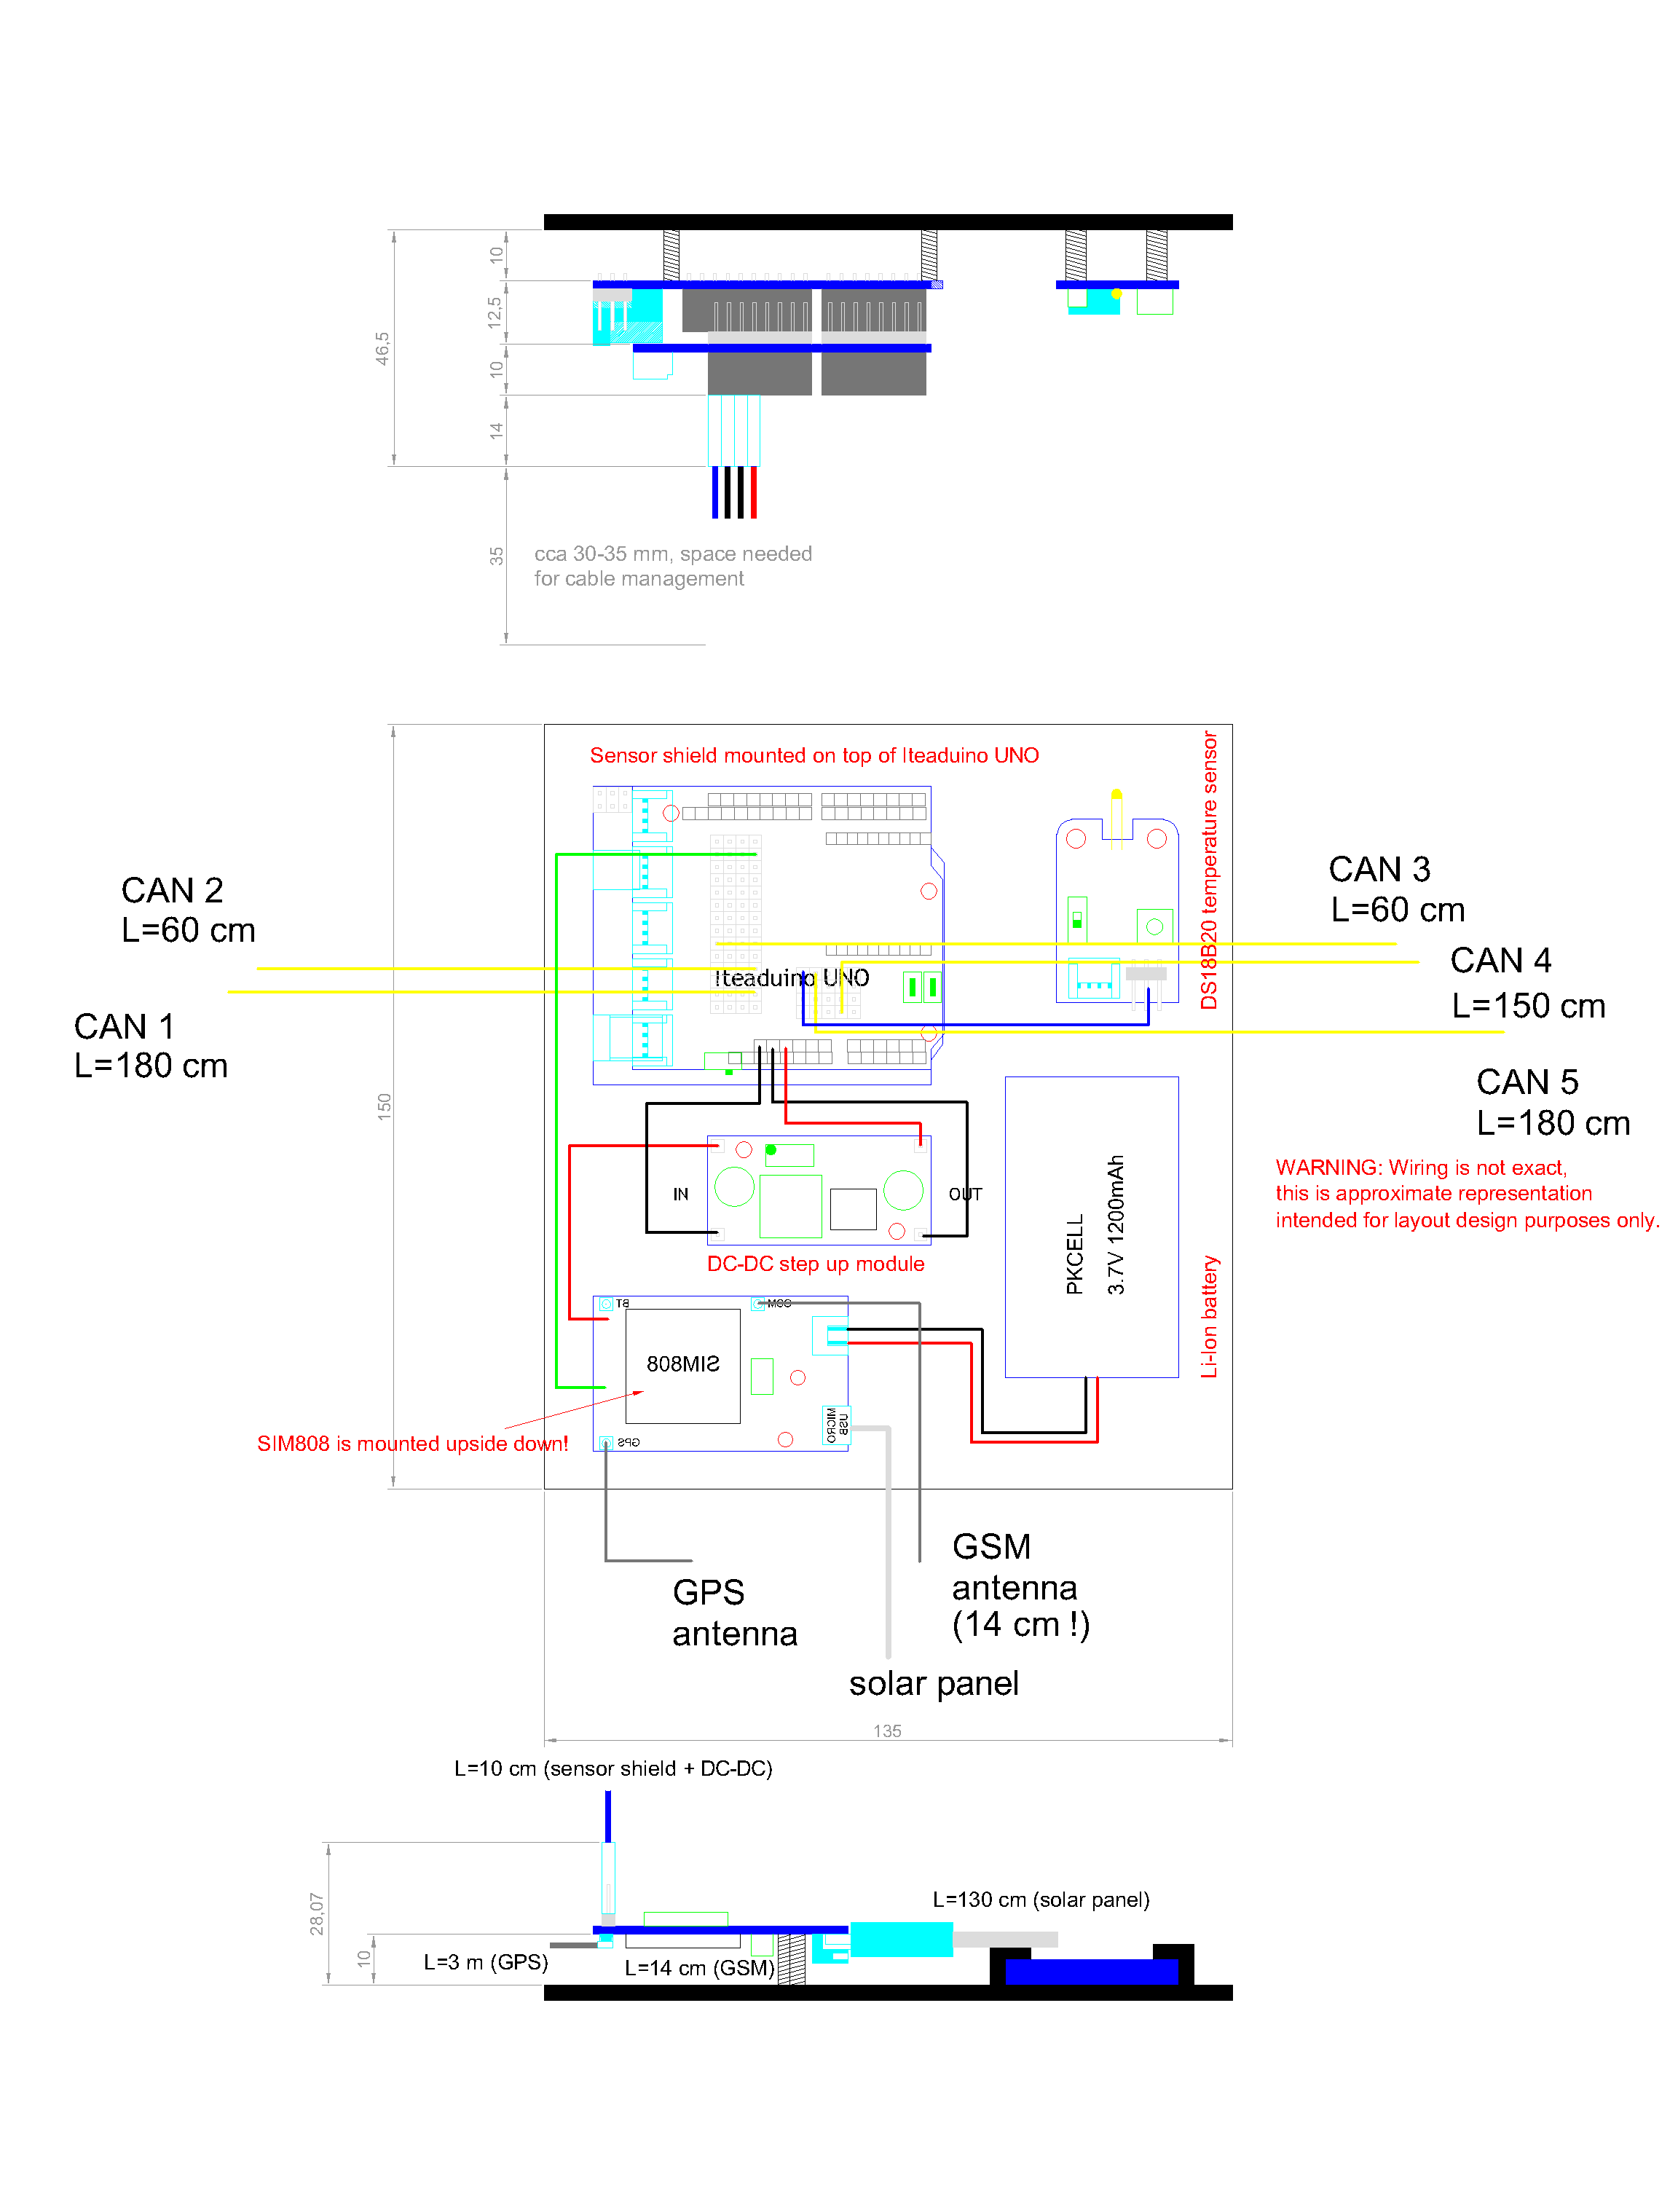 10
12,5
46,5
10
14
35
cca 30-35 mm, space needed
for cable management
Sensor shield mounted on top of Iteaduino UNO
DS18B20 temperature sensor
CAN 2
L=60 cm
CAN 3
L=60 cm
CAN 4
L=150 cm
Iteaduino UNO
CAN 1
L=180 cm
CAN 5
L=180 cm
150
WARNING: Wiring is not exact,
this is approximate representation
intended for layout design purposes only.
IN
OUT
PKCELL
3.7V 1200mAh
Li-Ion battery
DC-DC step up module
BT
GSM
SIM808
MICRO
USB
SIM808 is mounted upside down!
GPS
GSM
antenna
(14 cm !)
GPS
antenna
solar panel
135
L=10 cm (sensor shield + DC-DC)
28,07
10
L=130 cm (solar panel)
L=3 m (GPS)
L=14 cm (GSM)